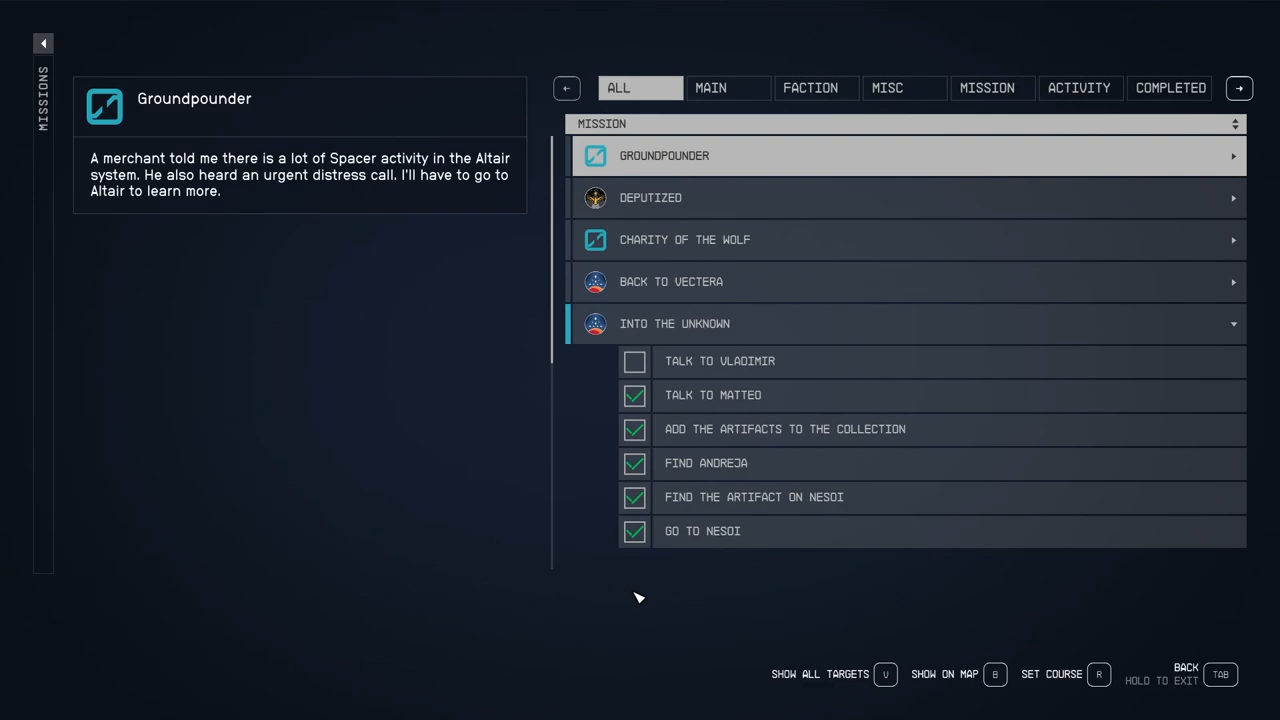 MISSIONS
Groundpounder
A merchant told me there is a lot of Spacer activity in the Altair
system. He also heard an urgent distress call. I'll have to go to
Altair to learn more.
ALL
MAIN
FACTION
MISC
MISSION
ACTIVITY
COMPLETED
MISSION
GROUNDPOUNDER
DEPUTIZED
CHARITY OF THE WOLF
BACK TO VECTERA
INTO THE UNKNOWN
TALK TO VLADIMIR
TALK TO MATTEO
ADD THE ARTIFACTS TO THE COLLECTION
FIND ANDREJA
FIND THE ARTIFACT ON NESOI
GO TO NESOI
SHOW ALL TARGETS V
SHOW ON MAP B
SET COURSE R
BACK
HOLD TO EXIT
TAB